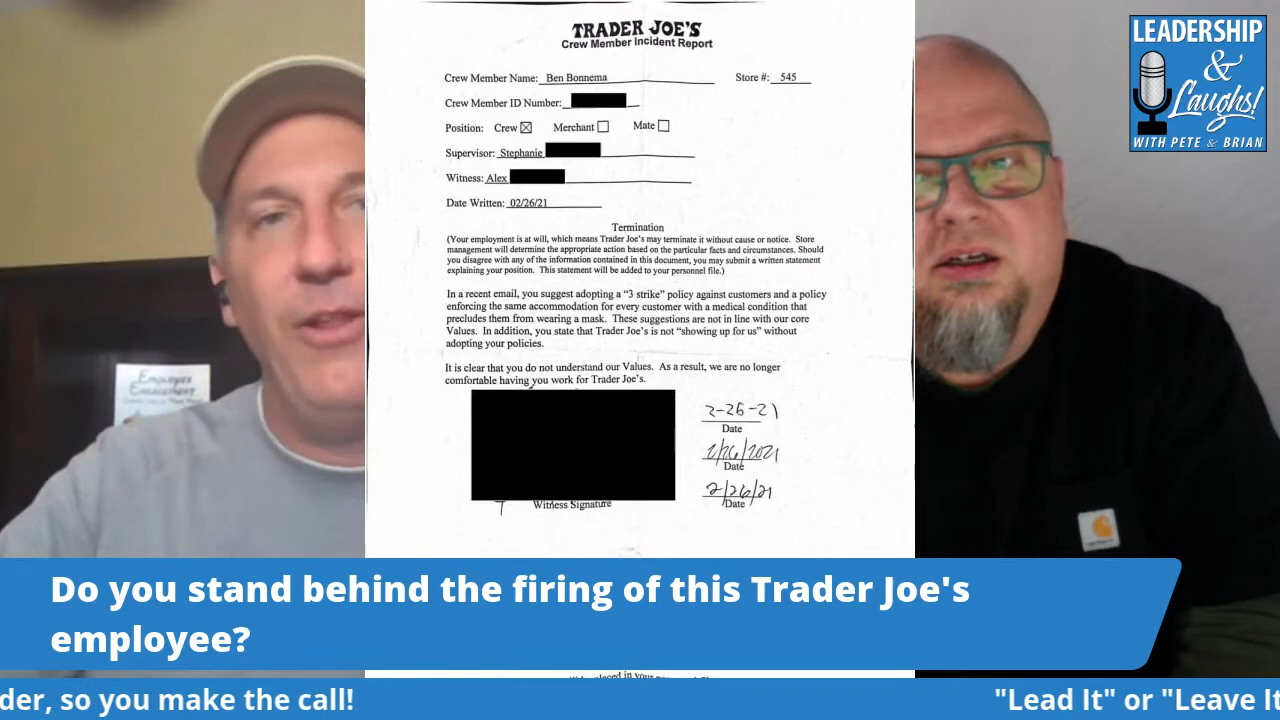 LEADERSHIP
&
Laughs!
WITH PETE & BRIAN
TRADER JOE'S
Crew Member Incident Report
Crew Member Name: Ben Bonnema Store #: 545
Crew Member ID Number:
Position: Crew ☒ Merchant ☐ Mate ☐
Supervisor: Stephanie
Witness: Alex
Date Written: 02/26/21
Termination
(Your employment is at will, which means Trader Joe's may terminate it without cause or notice. Store
management will determine the appropriate action based on the particular facts and circumstances. Should
you disagree with any of the information contained in this document, you may submit a written statement
explaining your position. This statement will be added to your personnel file.)
In a recent email, you suggest adopting a “3 strike” policy against customers and a policy
enforcing the same accommodation for every customer with a medical condition that
precludes them from wearing a mask. These suggestions are not in line with our core
Values. In addition, you state that Trader Joe's is not “showing up for us” without
adopting your policies.
It is clear that you do not understand our Values. As a result, we are no longer
comfortable having you work for Trader Joe's.
2-26-21
Date
2/26/2021
Date
2/26/21
Witness Signature Date
Employee
Engagement
Do you stand behind the firing of this Trader Joe's
employee?
der, so you make the call! "Lead It" or "Leave It